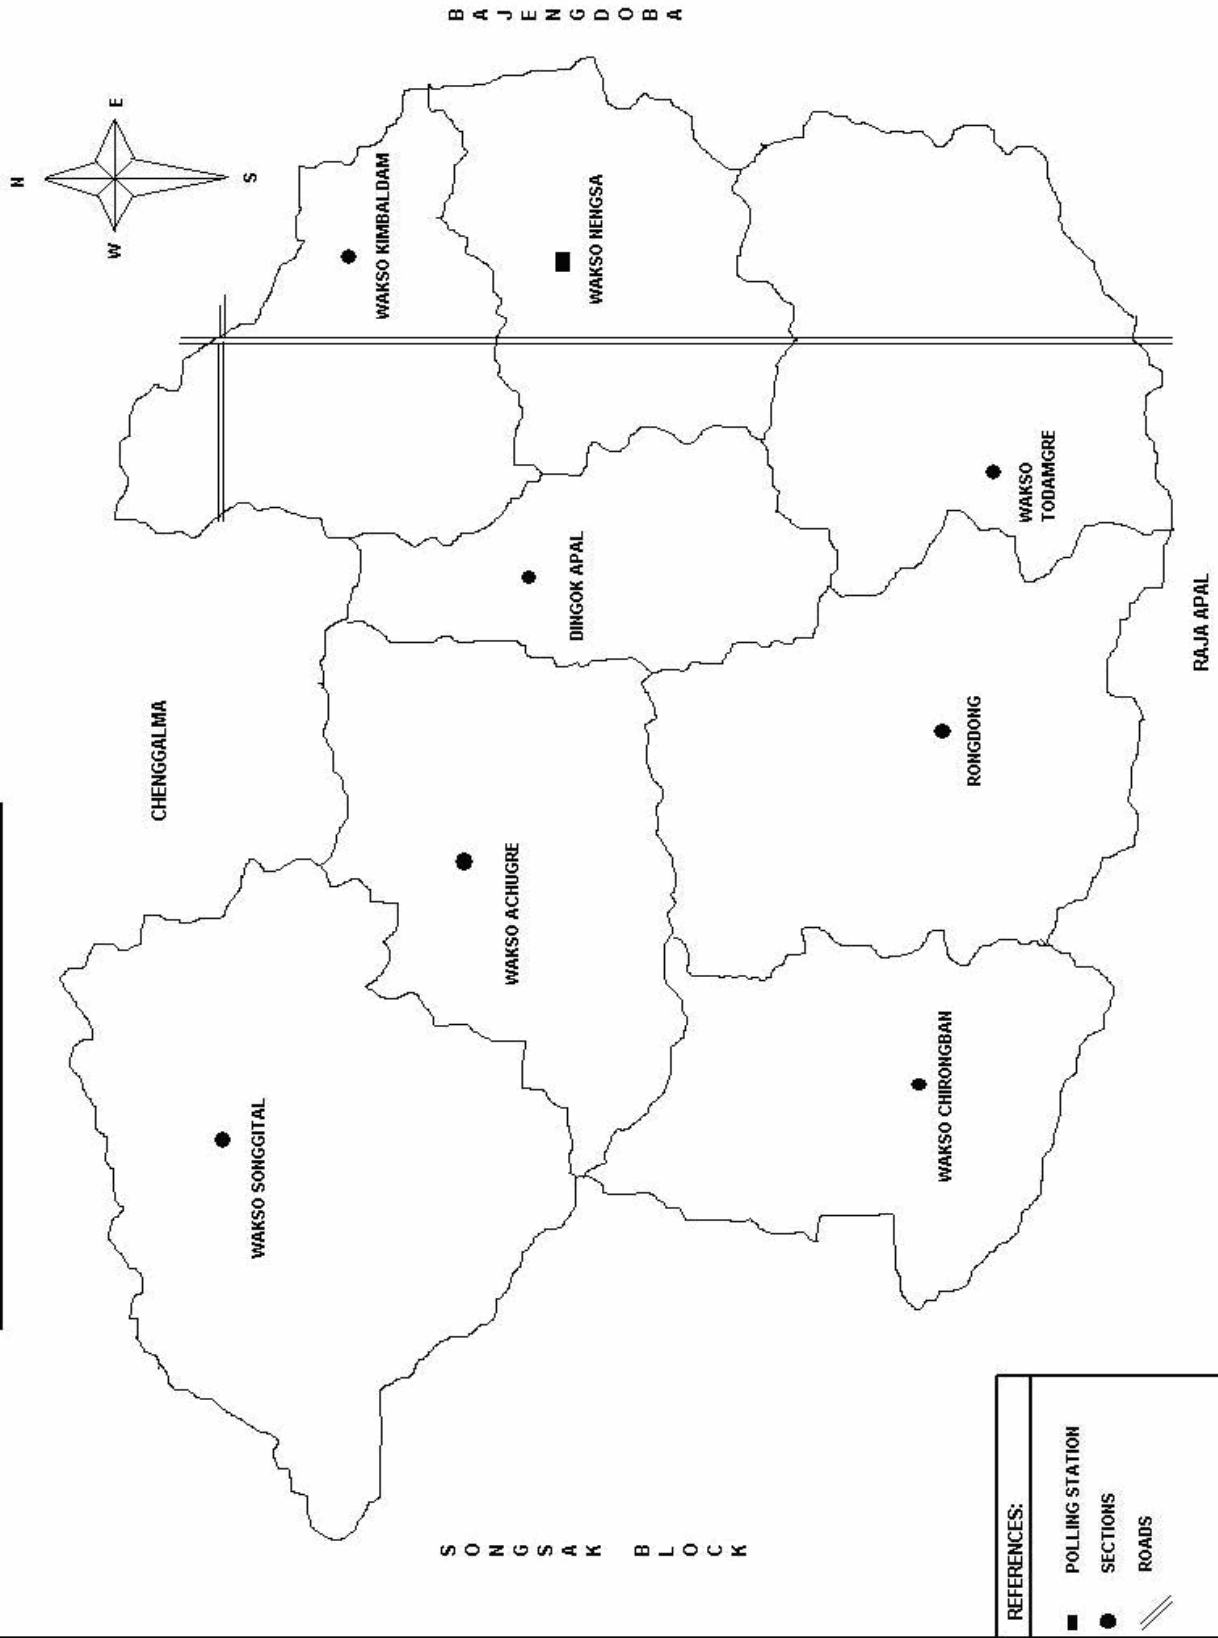 N
W
E
S
CHENGGALMA
WAKSO KIMBALDAM
WAKSO SONGGITAL
WAKSO ACHUGRE
DINGOK APAL
WAKSO NENGSA
BAJENGDOBA
SONGSAK BLOCK
WAKSO CHIRONGBAN
RONGDONG
WAKSO
TODAMGRE
RAJA APAL
REFERENCES:
POLLING STATION
SECTIONS
ROADS